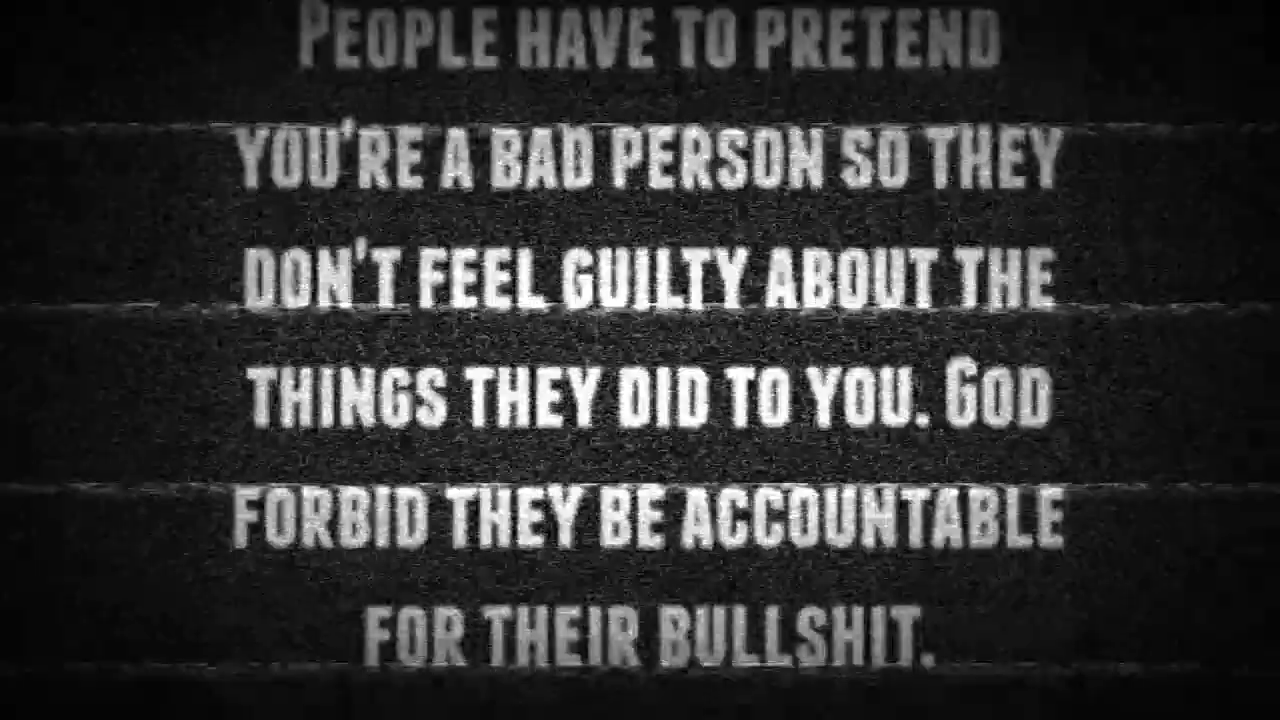 People have to pretend
you're a bad person so they
don't feel guilty about the
things they did to you. God
forbid they be accountable
for their bullshit.